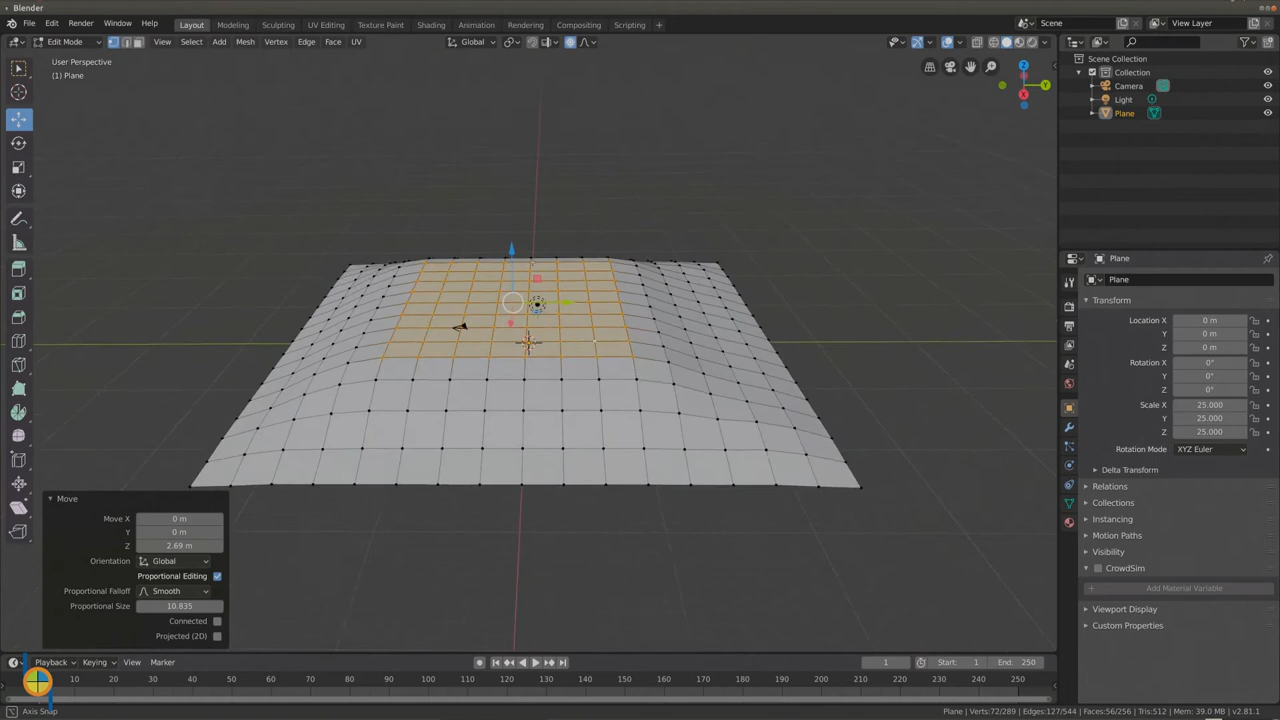 Blender
File Edit Render Window Help Layout Modeling Sculpting UV Editing Texture Paint Shading Animation Rendering Compositing Scripting + Scene View Layer
Edit Mode View Select Add Mesh Vertex Edge Face UV Global
User Perspective
(1) Plane
Z
Y
X
Scene Collection
Collection
Camera
Light
Plane
Plane
Plane
Transform
Location X 0 m
Y 0 m
Z 0 m
Rotation X 0°
Y 0°
Z 0°
Scale X 25.000
Y 25.000
Z 25.000
Rotation Mode XYZ Euler
Delta Transform
Relations
Collections
Instancing
Motion Paths
Visibility
CrowdSim
Add Material Variable
Viewport Display
Custom Properties
Move
Move X 0 m
Y 0 m
Z 2.69 m
Orientation Global
Proportional Editing
Proportional Falloff Smooth
Proportional Size 10.835
Connected
Projected (2D)
Playback Keying View Marker 1 Start: 1 End: 250
10 20 30 40 50 60 70 80 90 100 110 120 130 140 150 160 170 180 190 200 210 220 230 240 250
Axis Snap Plane | Verts:72/289 | Edges:127/544 | Faces:56/256 | Tris:512 | Mem: 39.0 MB | v2.81.1